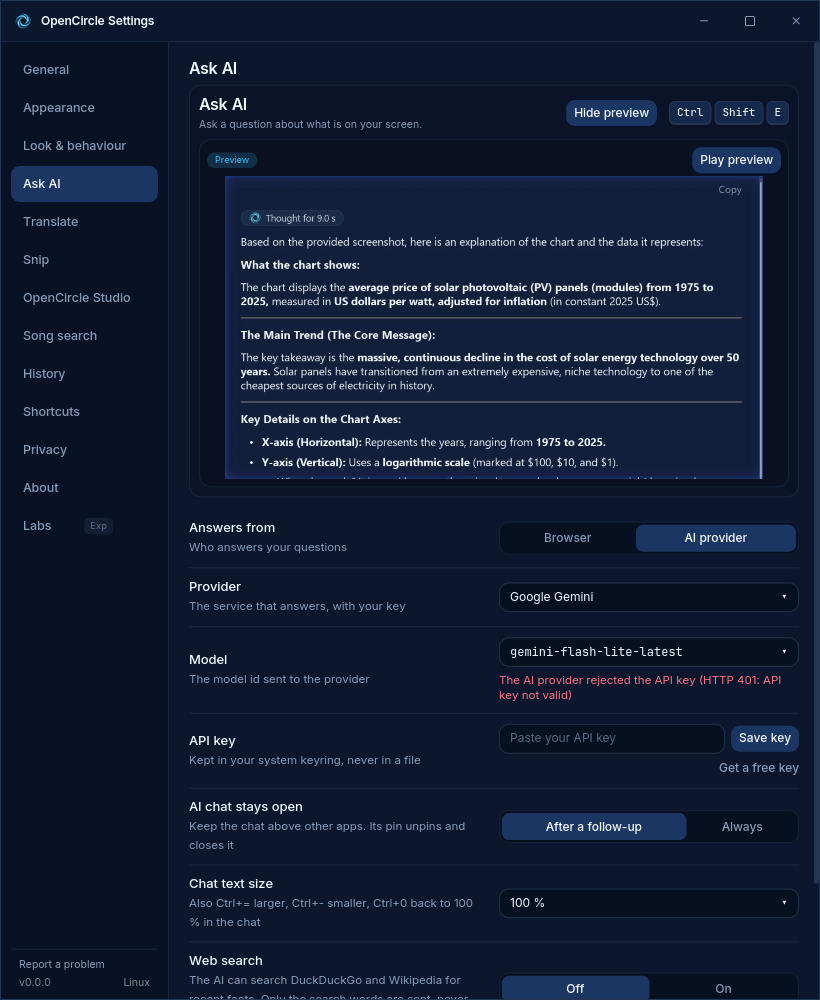 OpenCircle Settings
General
Appearance
Look & behaviour
Ask AI
Translate
Snip
OpenCircle Studio
Song search
History
Shortcuts
Privacy
About
Labs Exp
Report a problem
v0.0.0 Linux
Ask AI
Ask AI
Ask a question about what is on your screen.
Hide preview Ctrl Shift E
Preview
Play preview
Copy
Thought for 9.0 s
Based on the provided screenshot, here is an explanation of the chart and the data it represents:
What the chart shows:
The chart displays the average price of solar photovoltaic (PV) panels (modules) from 1975 to
2025, measured in US dollars per watt, adjusted for inflation (in constant 2025 US$).
The Main Trend (The Core Message):
The key takeaway is the massive, continuous decline in the cost of solar energy technology over 50
years. Solar panels have transitioned from an extremely expensive, niche technology to one of the
cheapest sources of electricity in history.
Key Details on the Chart Axes:
• X-axis (Horizontal): Represents the years, ranging from 1975 to 2025.
• Y-axis (Vertical): Uses a logarithmic scale (marked at $100, $10, and $1).
Answers from
Who answers your questions
Browser AI provider
Provider
The service that answers, with your key
Google Gemini
Model
The model id sent to the provider
gemini-flash-lite-latest
The AI provider rejected the API key (HTTP 401: API
key not valid)
API key
Kept in your system keyring, never in a file
Paste your API key Save key
Get a free key
AI chat stays open
Keep the chat above other apps. Its pin unpins and
closes it
After a follow-up Always
Chat text size
Also Ctrl+= larger, Ctrl+- smaller, Ctrl+0 back to 100
% in the chat
100 %
Web search
The AI can search DuckDuckGo and Wikipedia for
recent facts. Only the search words are sent, never
Off On